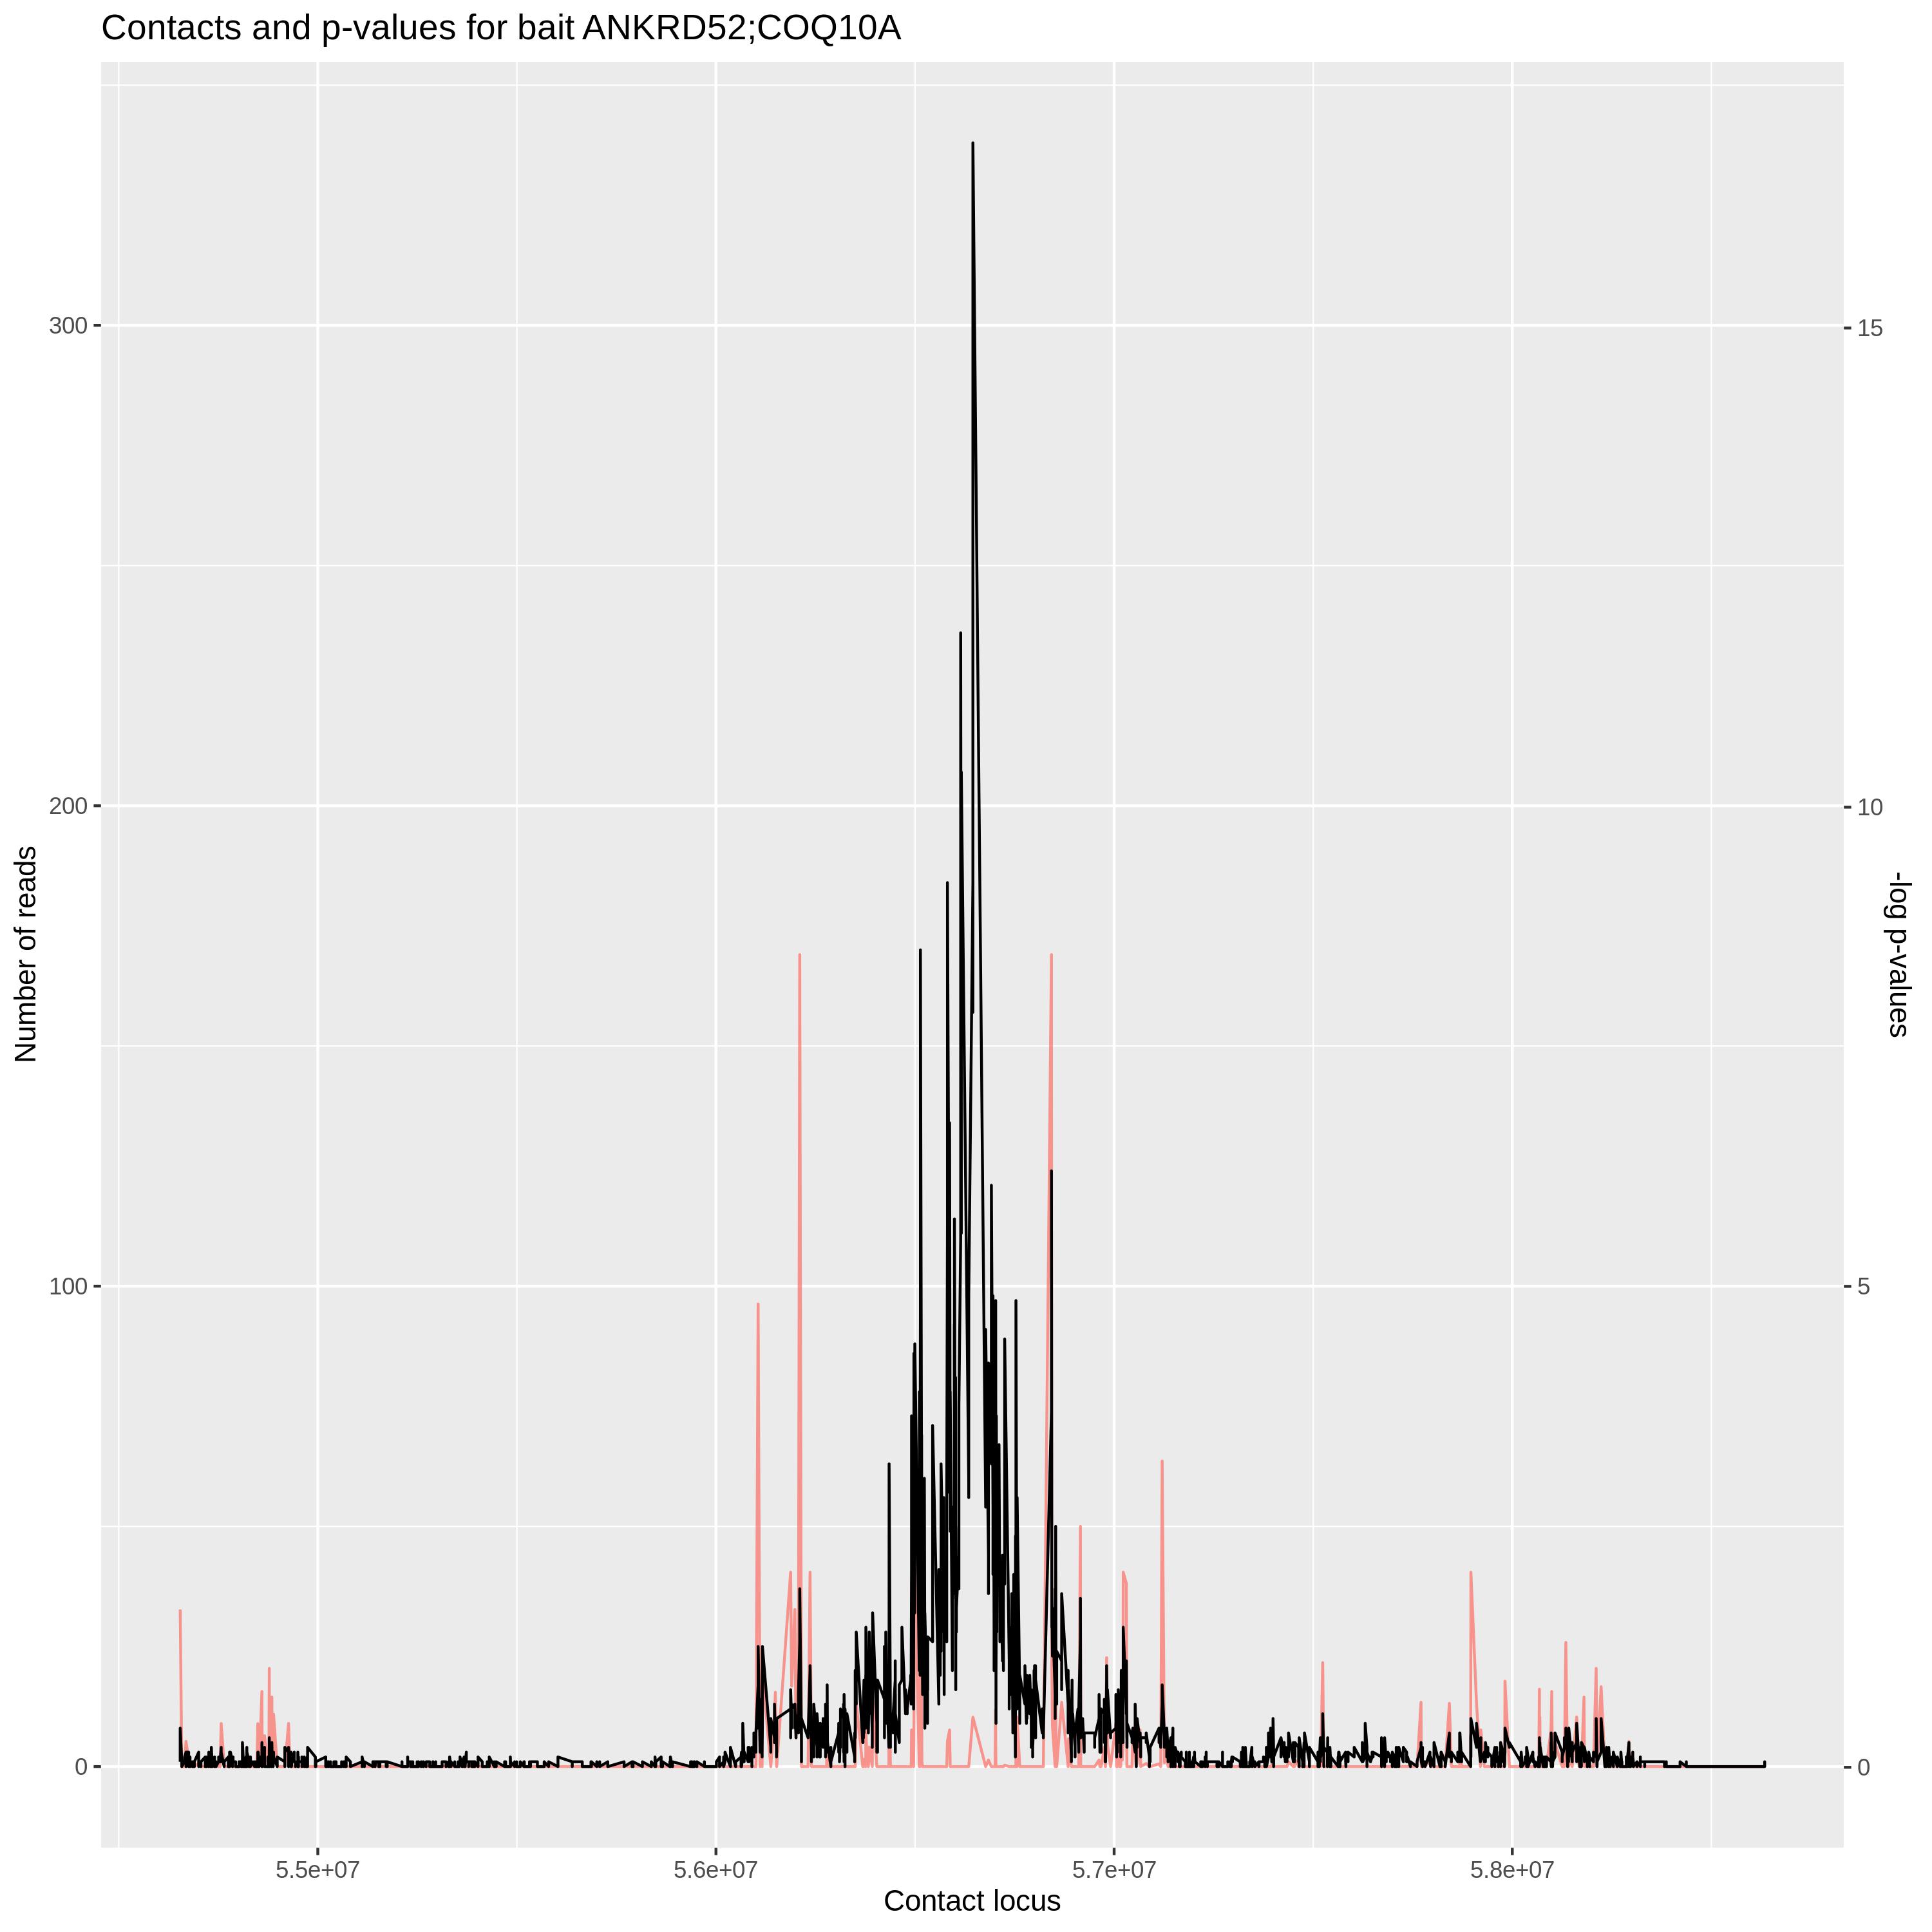 Contacts and p-values for bait ANKRD52;COQ10A
300
200
100
0
Number of reads
15
10
5
0
-log p-values
5.5e+07
5.6e+07
5.7e+07
5.8e+07
Contact locus